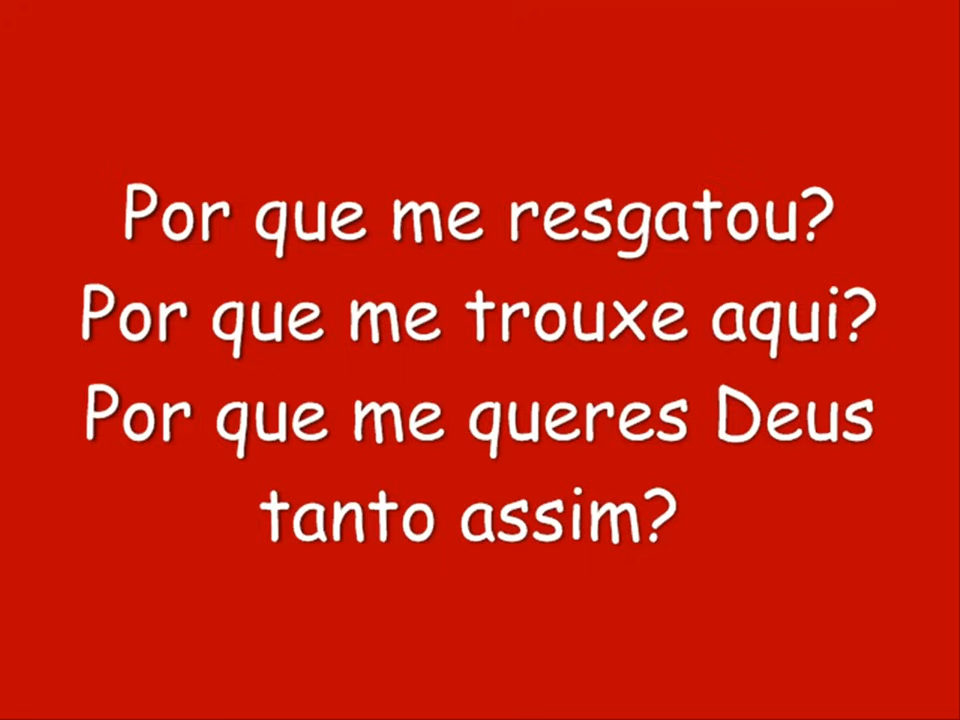 Por que me resgatou?
Por que me trouxe aqui?
Por que me queres Deus
tanto assim?